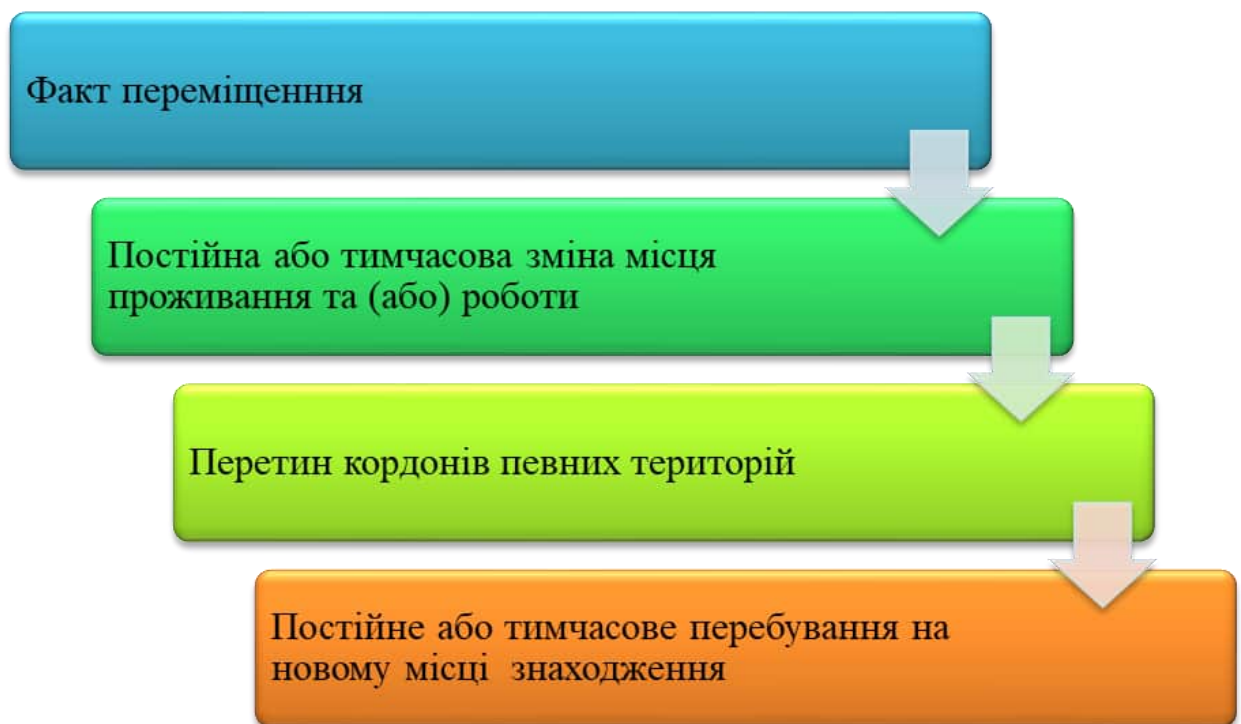 Факт переміщенння
Постійна або тимчасова зміна місця
проживання та (або) роботи
Перетин кордонів певних територій
Постійне або тимчасове перебування на
новому місці знаходження